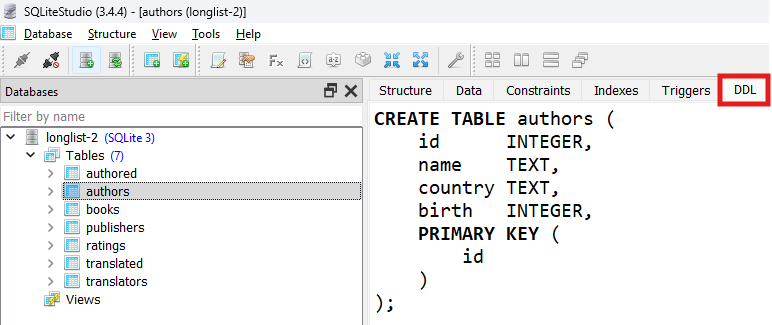 SQLiteStudio (3.4.4) - [authors (longlist-2)]
Database Structure View Tools Help
Databases
Filter by name
longlist-2 (SQLite 3)
Tables (7)
authored
authors
books
publishers
ratings
translated
translators
Views
Structure Data Constraints Indexes Triggers DDL
CREATE TABLE authors (
    id      INTEGER,
    name    TEXT,
    country TEXT,
    birth   INTEGER,
    PRIMARY KEY (
        id
    )
);